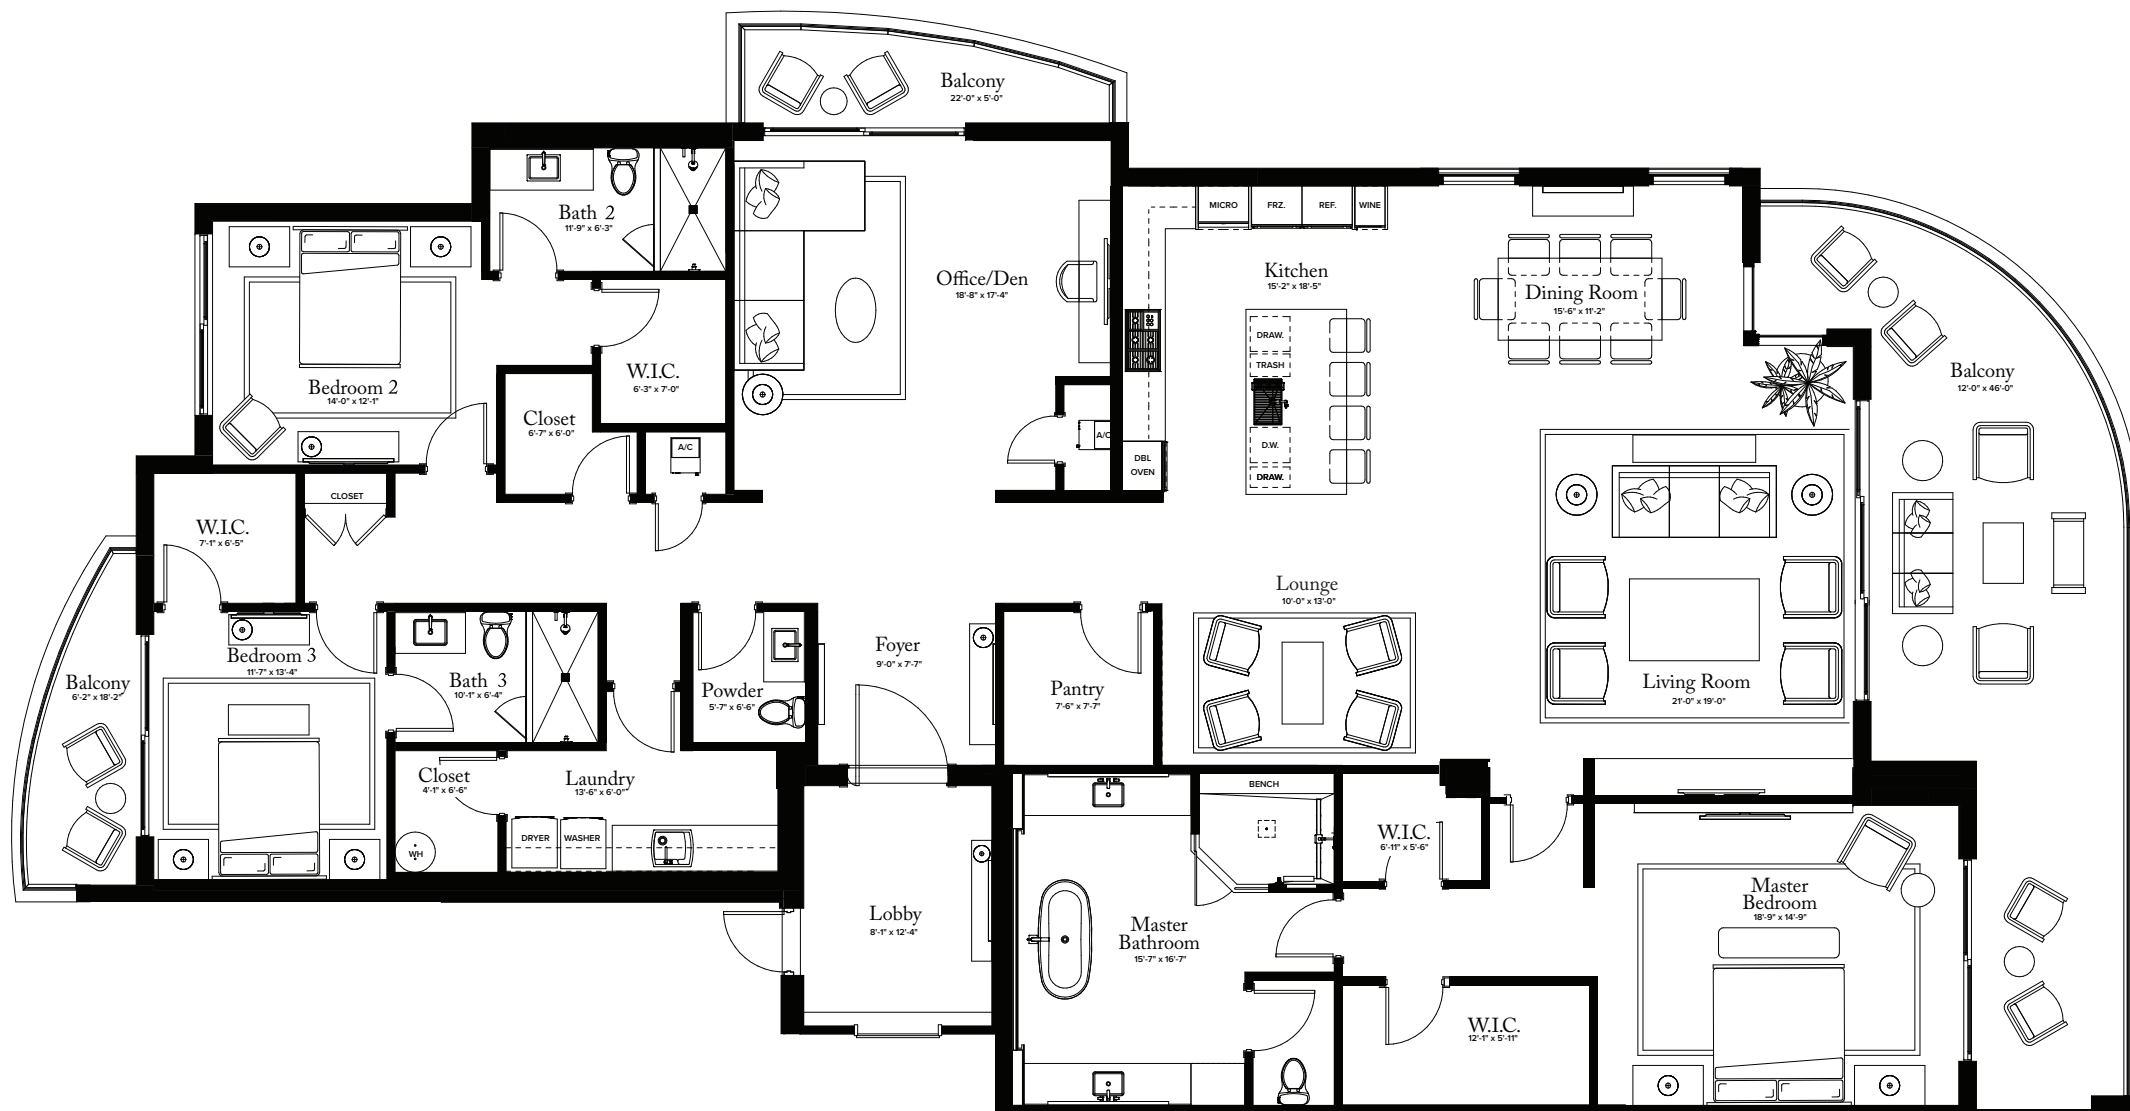 Balcony
22'-0" x 5'-0"
Bath 2
11'-9" x 6'-3"
MICRO
FRZ.
REF.
WINE
Office/Den
18'-8" x 17'-4"
Kitchen
15'-2" x 18'-5"
Dining Room
15'-6" x 11'-2"
DRAW.
TRASH
D.W.
DRAW.
DBL
OVEN
W.I.C.
6'-3" x 7'-0"
Bedroom 2
14'-0" x 12'-1"
Closet
6'-7" x 6'-0"
A/C
A/C
Balcony
12'-0" x 46'-0"
CLOSET
W.I.C.
7'-1" x 6'-5"
Lounge
10'-0" x 13'-0"
Foyer
9'-0" x 7'-7"
Bedroom 3
11'-7" x 13'-4"
Balcony
6'-2" x 18'-2"
Bath 3
10'-1" x 6'-4"
Powder
5'-7" x 6'-6"
Pantry
7'-6" x 7'-7"
Living Room
21'-0" x 19'-0"
Closet
4'-1" x 6'-6"
Laundry
13'-6" x 6'-0"
BENCH
DRYER
WASHER
WH
W.I.C.
6'-11" x 5'-6"
Lobby
8'-1" x 12'-4"
Master
Bathroom
15'-7" x 16'-7"
Master
Bedroom
18'-9" x 14'-9"
W.I.C.
12'-1" x 5'-11"